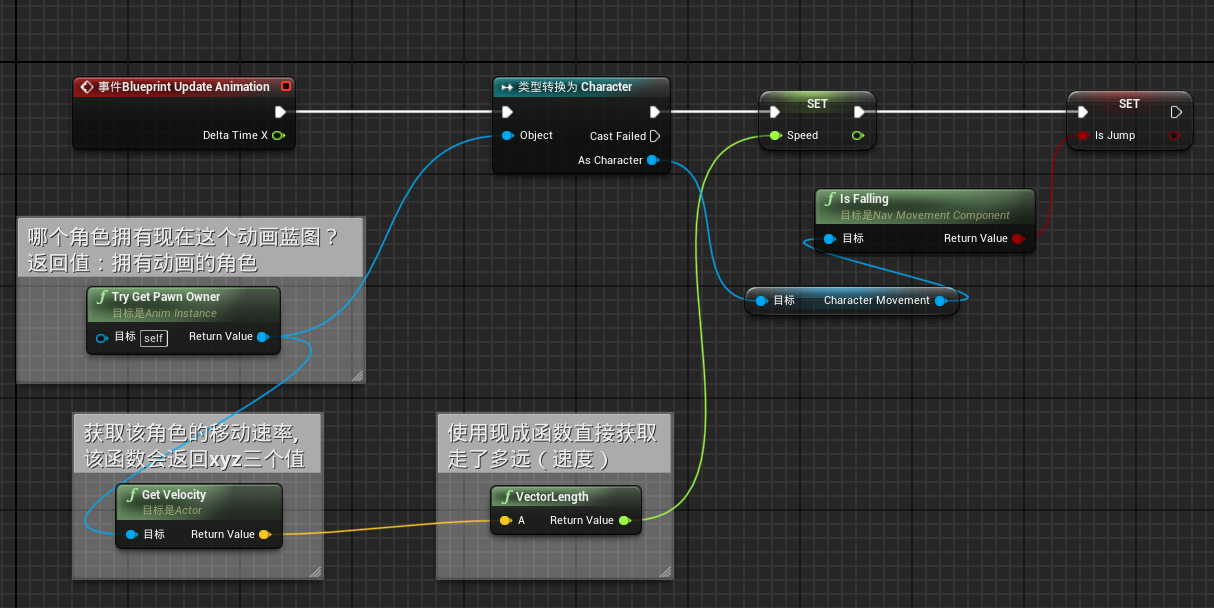 事件Blueprint Update Animation
Delta Time X
类型转换为 Character
Object
Cast Failed
As Character
SET
Speed
SET
Is Jump
Is Falling
目标是Nav Movement Component
目标
Return Value
目标
Character Movement
哪个角色拥有现在这个动画蓝图？
返回值：拥有动画的角色
Try Get Pawn Owner
目标是Anim Instance
目标 self
Return Value
获取该角色的移动速率,
该函数会返回xyz三个值
Get Velocity
目标是Actor
目标
Return Value
使用现成函数直接获取
走了多远（速度）
VectorLength
A
Return Value